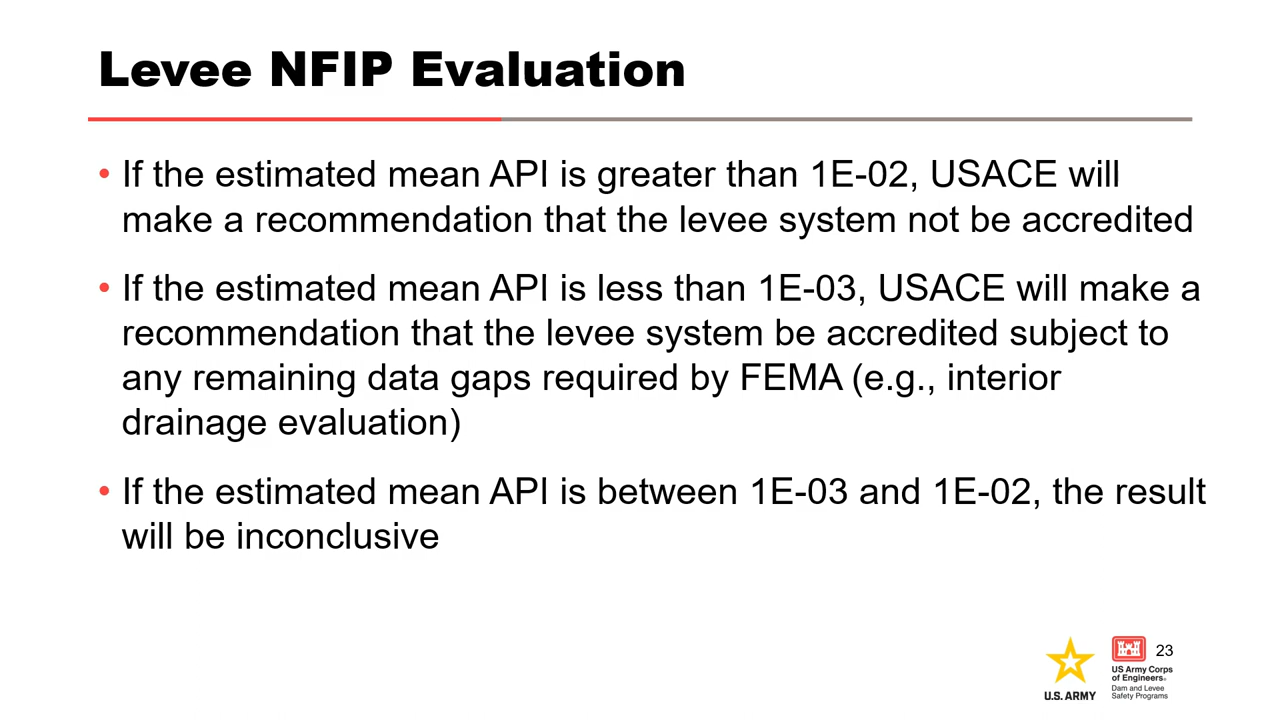 Levee NFIP Evaluation
• If the estimated mean API is greater than 1E-02, USACE will
make a recommendation that the levee system not be accredited
• If the estimated mean API is less than 1E-03, USACE will make a
recommendation that the levee system be accredited subject to
any remaining data gaps required by FEMA (e.g., interior
drainage evaluation)
• If the estimated mean API is between 1E-03 and 1E-02, the result
will be inconclusive
U.S. ARMY
US Army Corps
of Engineers®
Dam and Levee
Safety Programs
23